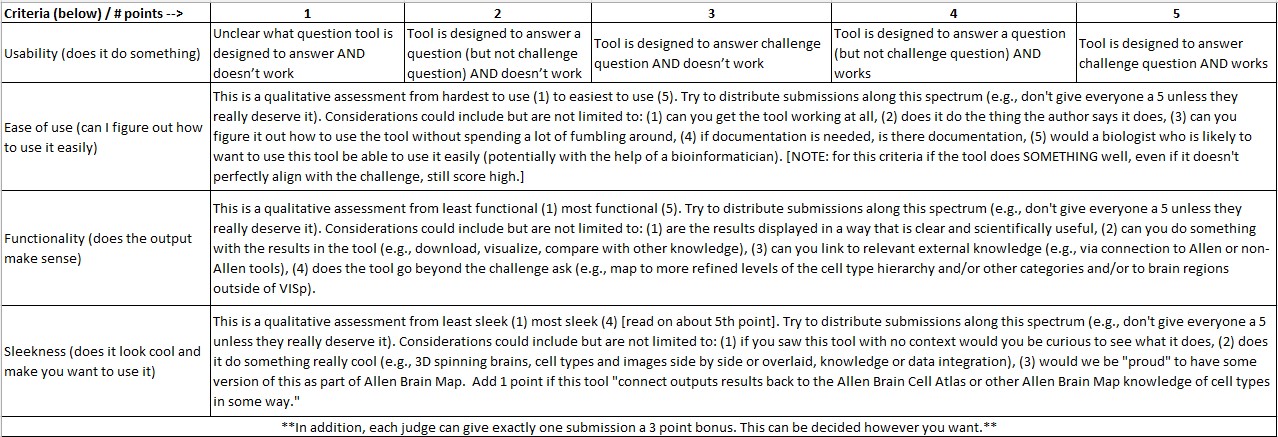 Criteria (below) / # points -->
1
2
3
4
5
Usability (does it do something)
Unclear what question tool is
designed to answer AND
doesn't work
Tool is designed to answer a
question (but not challenge
question) AND doesn't work
Tool is designed to answer challenge
question AND doesn't work
Tool is designed to answer a question
(but not challenge question) AND
works
Tool is designed to answer
challenge question AND works
Ease of use (can I figure out how
to use it easily)
This is a qualitative assessment from hardest to use (1) to easiest to use (5). Try to distribute submissions along this spectrum (e.g., don't give everyone a 5 unless they
really deserve it). Considerations could include but are not limited to: (1) can you get the tool working at all, (2) does it do the thing the author says it does, (3) can you
figure it out how to use the tool without spending a lot of fumbling around, (4) if documentation is needed, is there documentation, (5) would a biologist who is likely to
want to use this tool be able to use it easily (potentially with the help of a bioinformatician). [NOTE: for this criteria if the tool does SOMETHING well, even if it doesn't
perfectly align with the challenge, still score high.]
Functionality (does the output
make sense)
This is a qualitative assessment from least functional (1) most functional (5). Try to distribute submissions along this spectrum (e.g., don't give everyone a 5 unless they
really deserve it). Considerations could include but are not limited to: (1) are the results displayed in a way that is clear and scientifically useful, (2) can you do something
with the results in the tool (e.g., download, visualize, compare with other knowledge), (3) can you link to relevant external knowledge (e.g., via connection to Allen or non-
Allen tools), (4) does the tool go beyond the challenge ask (e.g., map to more refined levels of the cell type hierarchy and/or other categories and/or to brain regions
outside of VISp).
Sleekness (does it look cool and
make you want to use it)
This is a qualitative assessment from least sleek (1) most sleek (4) [read on about 5th point]. Try to distribute submissions along this spectrum (e.g., don't give everyone a 5
unless they really deserve it). Considerations could include but are not limited to: (1) if you saw this tool with no context would you be curious to see what it does, (2) does
it do something really cool (e.g., 3D spinning brains, cell types and images side by side or overlaid, knowledge or data integration), (3) would we be "proud" to have some
version of this as part of Allen Brain Map.  Add 1 point if this tool "connect outputs results back to the Allen Brain Cell Atlas or other Allen Brain Map knowledge of cell types
in some way."
**In addition, each judge can give exactly one submission a 3 point bonus. This can be decided however you want.**